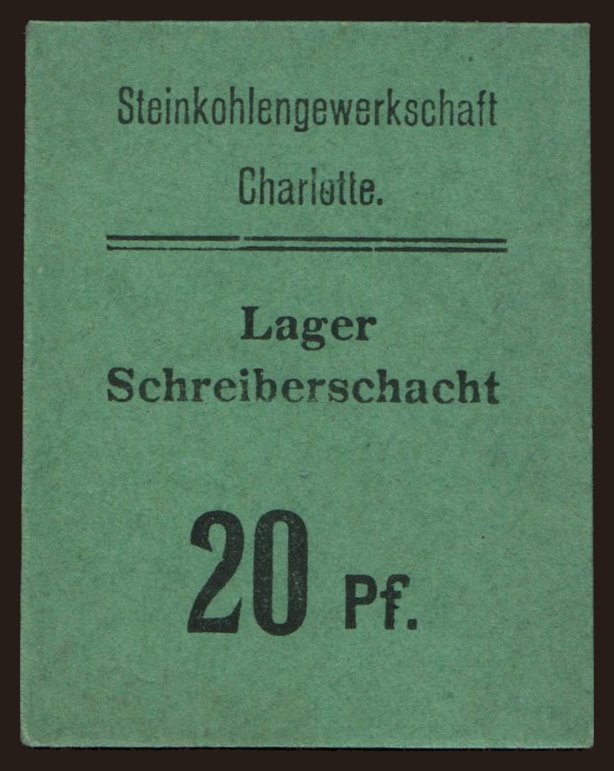 Steinkohlengewerkschaft
Charlotte.
Lager
Schreiberschacht
20 Pf.